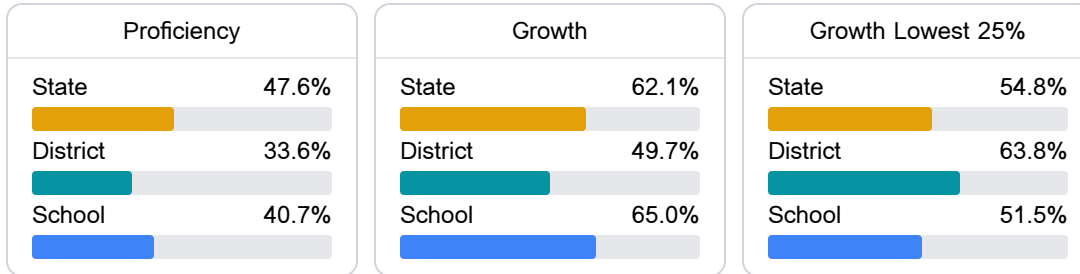 Proficiency
State 47.6%
District 33.6%
School 40.7%
Growth
State 62.1%
District 49.7%
School 65.0%
Growth Lowest 25%
State 54.8%
District 63.8%
School 51.5%